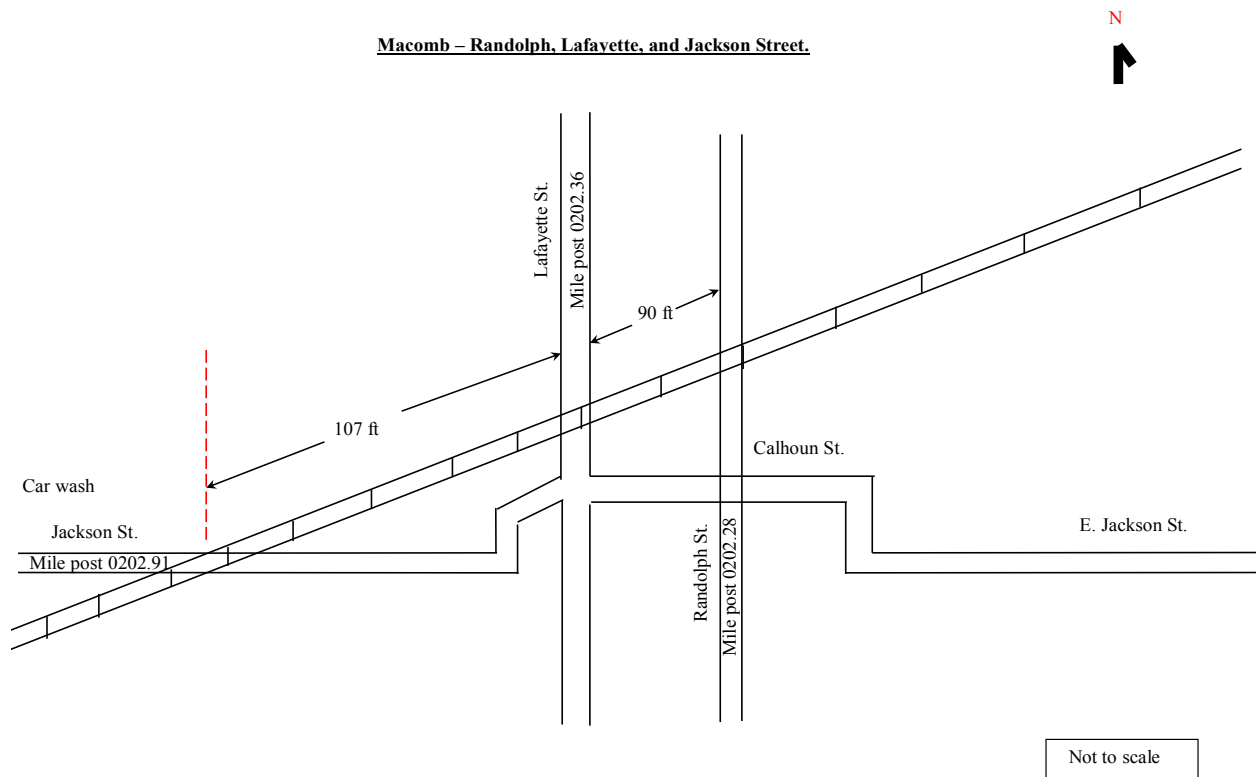 N
Macomb – Randolph, Lafayette, and Jackson Street.
Lafayette St.
Mile post 0202.36
90 ft
107 ft
Calhoun St.
Car wash
Jackson St.
Mile post 0202.91
Randolph St.
Mile post 0202.28
E. Jackson St.
Not to scale